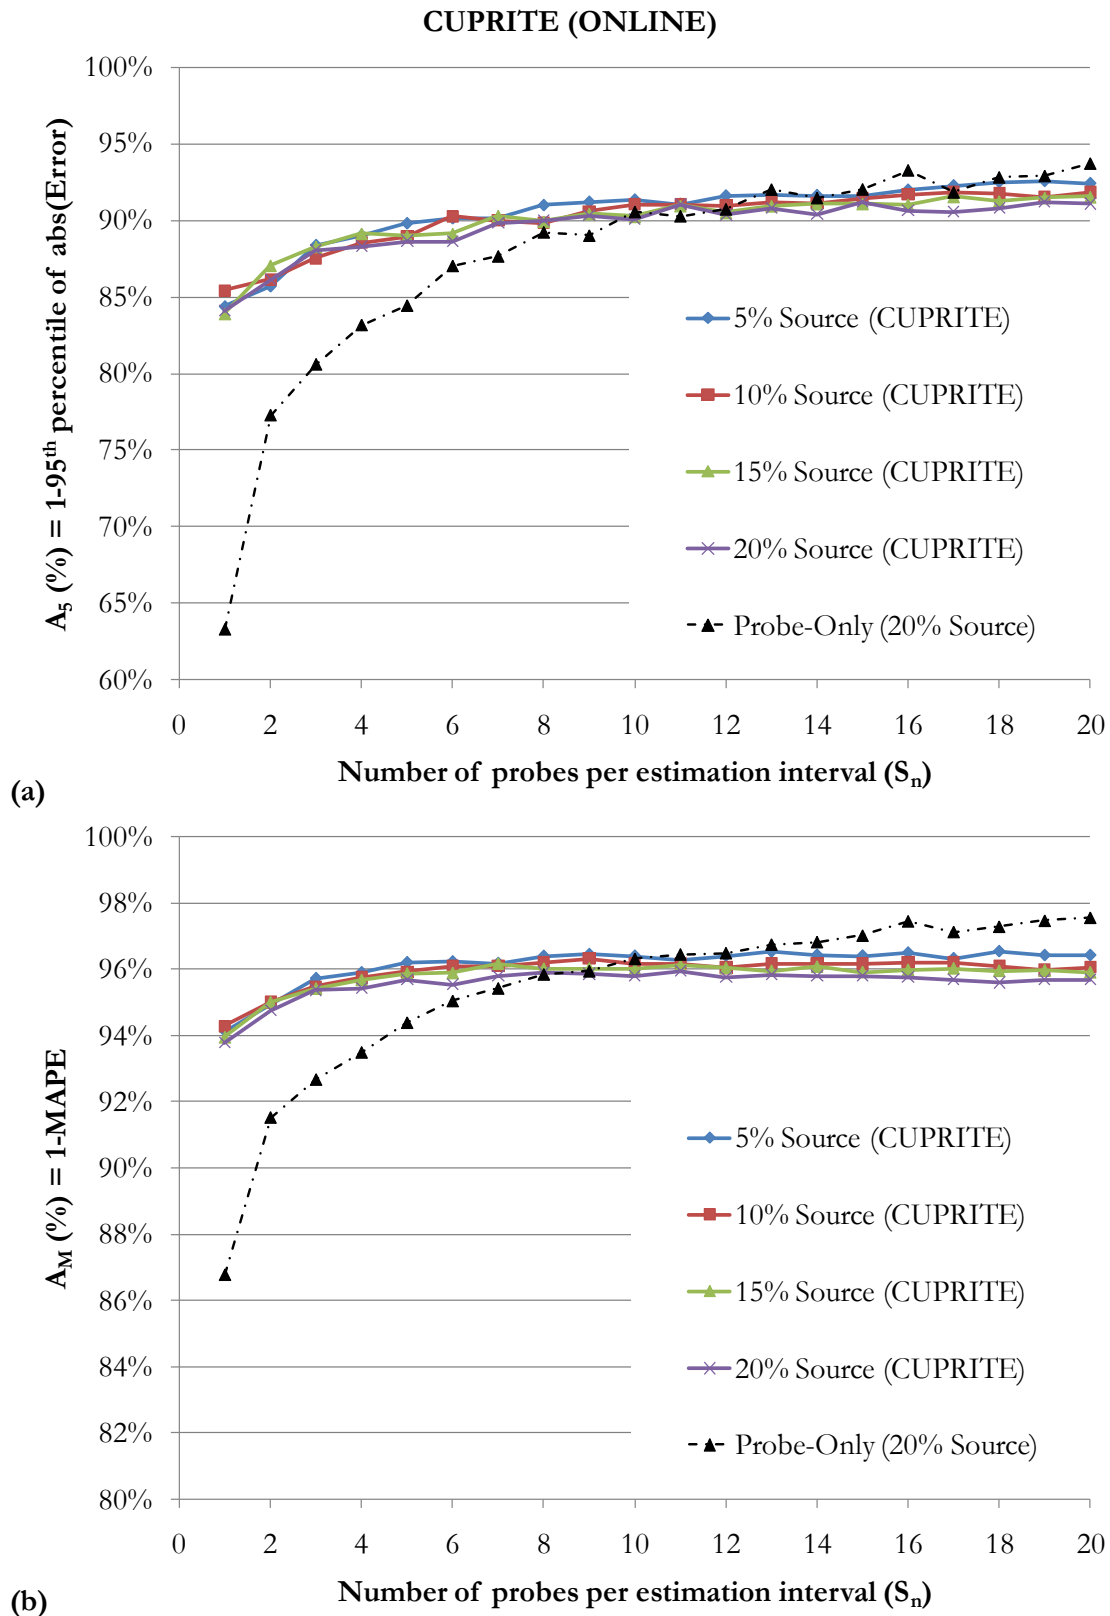 CUPRITE (ONLINE)
A5 (%) = 1-95th percentile of abs(Error)
100%
95%
90%
85%
80%
75%
70%
65%
60%
5% Source (CUPRITE)
10% Source (CUPRITE)
15% Source (CUPRITE)
20% Source (CUPRITE)
Probe-Only (20% Source)
0 2 4 6 8 10 12 14 16 18 20
Number of probes per estimation interval (Sn)
(a)
AM (%) = 1-MAPE
100%
98%
96%
94%
92%
90%
88%
86%
84%
82%
80%
5% Source (CUPRITE)
10% Source (CUPRITE)
15% Source (CUPRITE)
20% Source (CUPRITE)
Probe-Only (20% Source)
0 2 4 6 8 10 12 14 16 18 20
Number of probes per estimation interval (Sn)
(b)